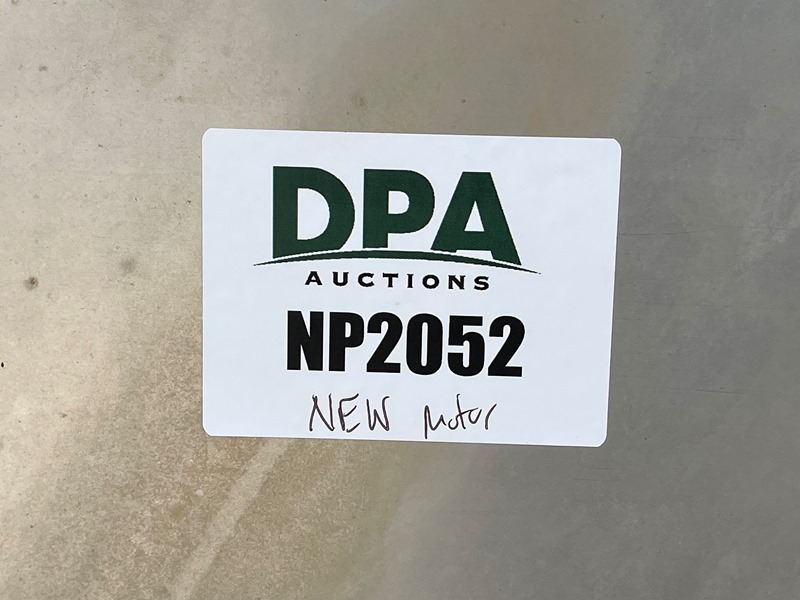 DPA
AUCTIONS
NP2052
NEW motor